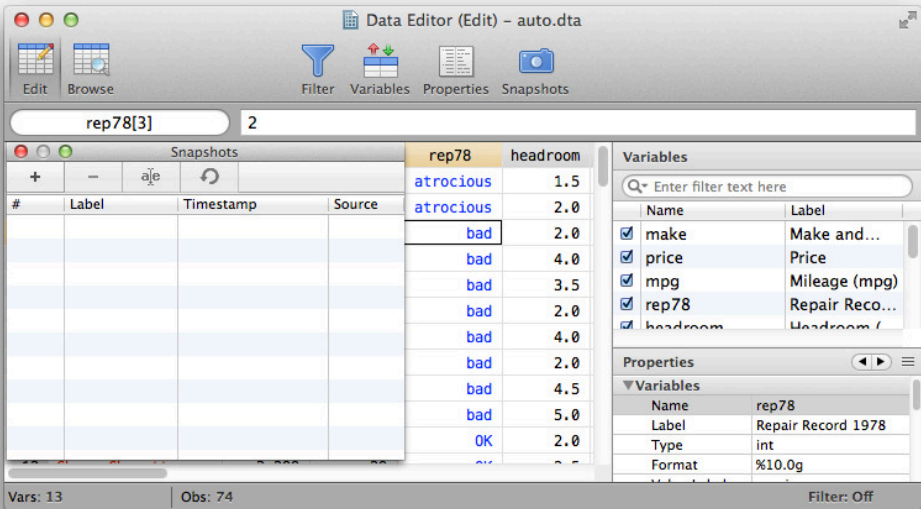 Data Editor (Edit) – auto.dta
Edit Browse Filter Variables Properties Snapshots
rep78[3] 2
Snapshots
+ − a|e
# Label Timestamp Source
rep78 headroom
atrocious 1.5
atrocious 2.0
bad 2.0
bad 4.0
bad 3.5
bad 2.0
bad 4.0
bad 2.0
bad 4.5
bad 5.0
OK 2.0
Variables
Enter filter text here
Name Label
make Make and...
price Price
mpg Mileage (mpg)
rep78 Repair Reco...
headroom Headroom (
Properties
Variables
Name rep78
Label Repair Record 1978
Type int
Format %10.0g
Vars: 13 Obs: 74 Filter: Off